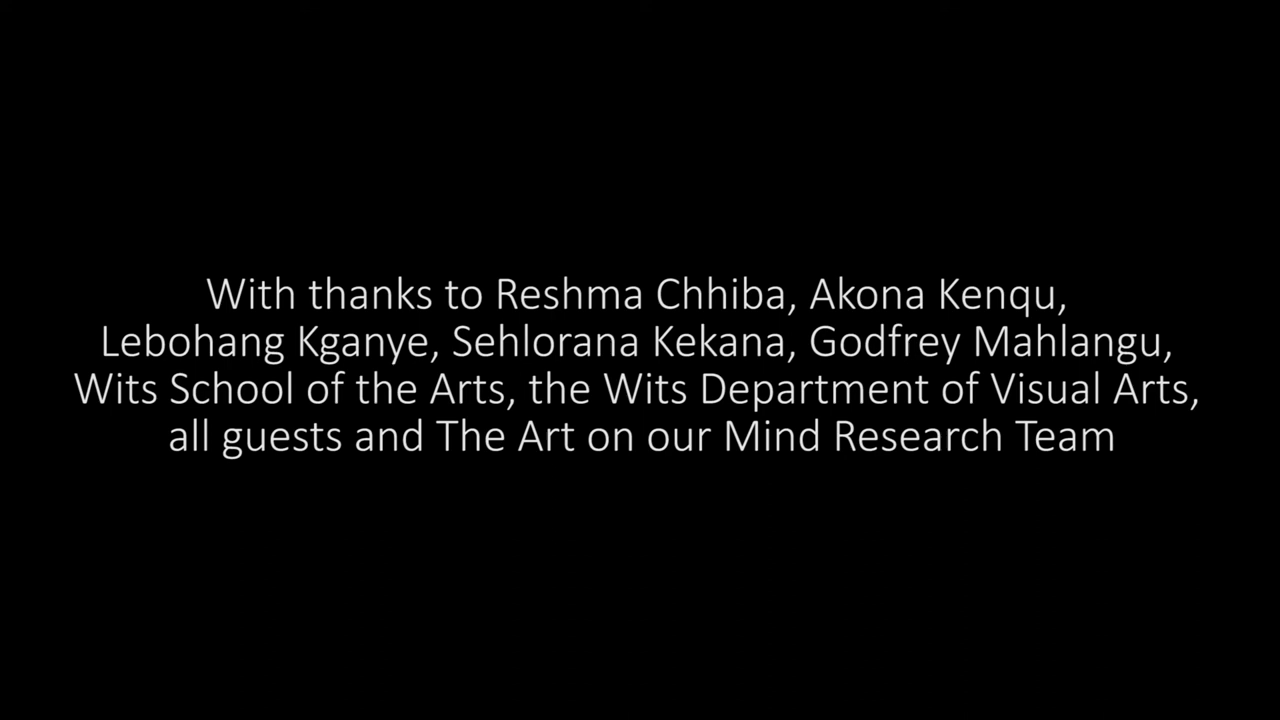 With thanks to Reshma Chhiba, Akona Kenqu,
Lebohang Kganye, Sehlorana Kekana, Godfrey Mahlangu,
Wits School of the Arts, the Wits Department of Visual Arts,
all guests and The Art on our Mind Research Team